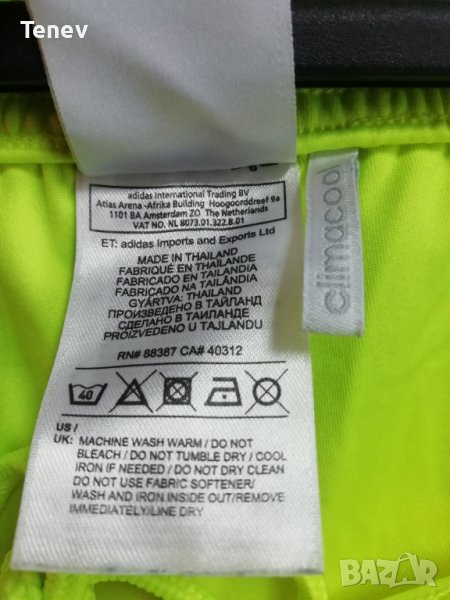 Tenev
adidas International Trading BV
Atlas Arena -Afrika Building Hoogoorddreef 9a
1101 BA Amsterdam ZO The Netherlands
VAT NO. NL 8073.01.322.B.01
ET: adidas Imports and Exports Ltd
MADE IN THAILAND
FABRIQUÉ EN THAÏLANDE
FABRICADO EN TAILANDIA
FABRICADO NA TAILÂNDIA
GYÁRTVA: THAIFÖLD
ПРОИЗВЕДЕНО В ТАЙЛАНД
СДЕЛАНО В ТАИЛАНДЕ
PROIZVEDENO U TAJLANDU
RN# 88387 CA# 40312
40
US /
UK: MACHINE WASH WARM / DO NOT
BLEACH / DO NOT TUMBLE DRY / COOL
IRON IF NEEDED / DO NOT DRY CLEAN
DO NOT USE FABRIC SOFTENER/
WASH AND IRON INSIDE OUT/REMOVE
IMMEDIATELY/LINE DRY
climacool
BAZAR